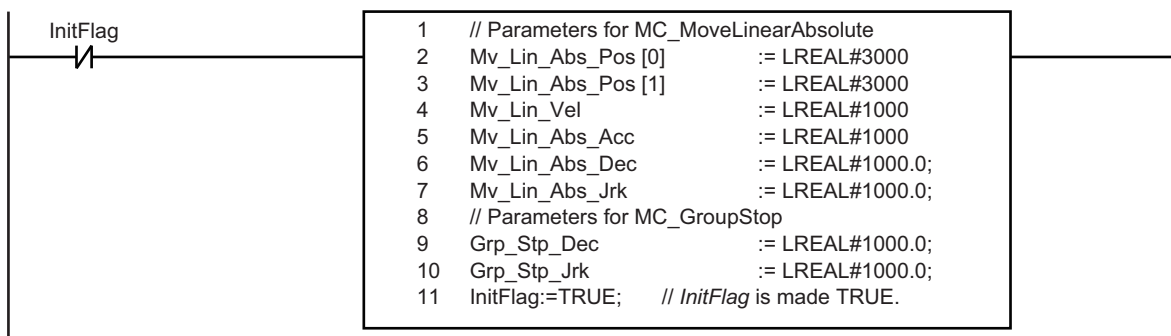 InitFlag
1 // Parameters for MC_MoveLinearAbsolute
2 Mv_Lin_Abs_Pos [0] := LREAL#3000
3 Mv_Lin_Abs_Pos [1] := LREAL#3000
4 Mv_Lin_Vel := LREAL#1000
5 Mv_Lin_Abs_Acc := LREAL#1000
6 Mv_Lin_Abs_Dec := LREAL#1000.0;
7 Mv_Lin_Abs_Jrk := LREAL#1000.0;
8 // Parameters for MC_GroupStop
9 Grp_Stp_Dec := LREAL#1000.0;
10 Grp_Stp_Jrk := LREAL#1000.0;
11 InitFlag:=TRUE; // InitFlag is made TRUE.